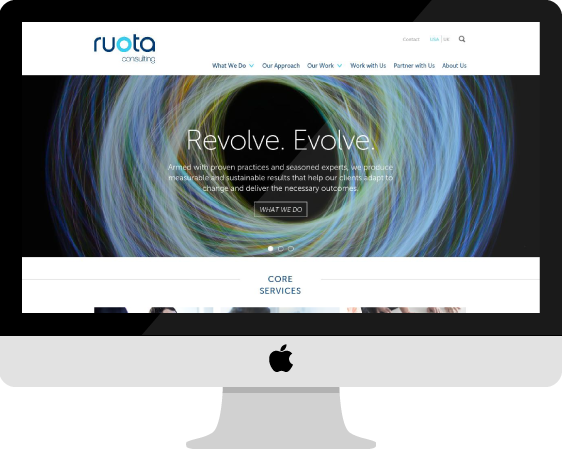 ruota
consulting
Contact USA | UK
What We Do Our Approach Our Work Work with Us Partner with Us About Us
Revolve. Evolve.
Armed with proven practices and seasoned experts, we produce
measurable and sustainable results that help our clients adapt to
change and deliver the necessary outcomes.
WHAT WE DO
CORE
SERVICES